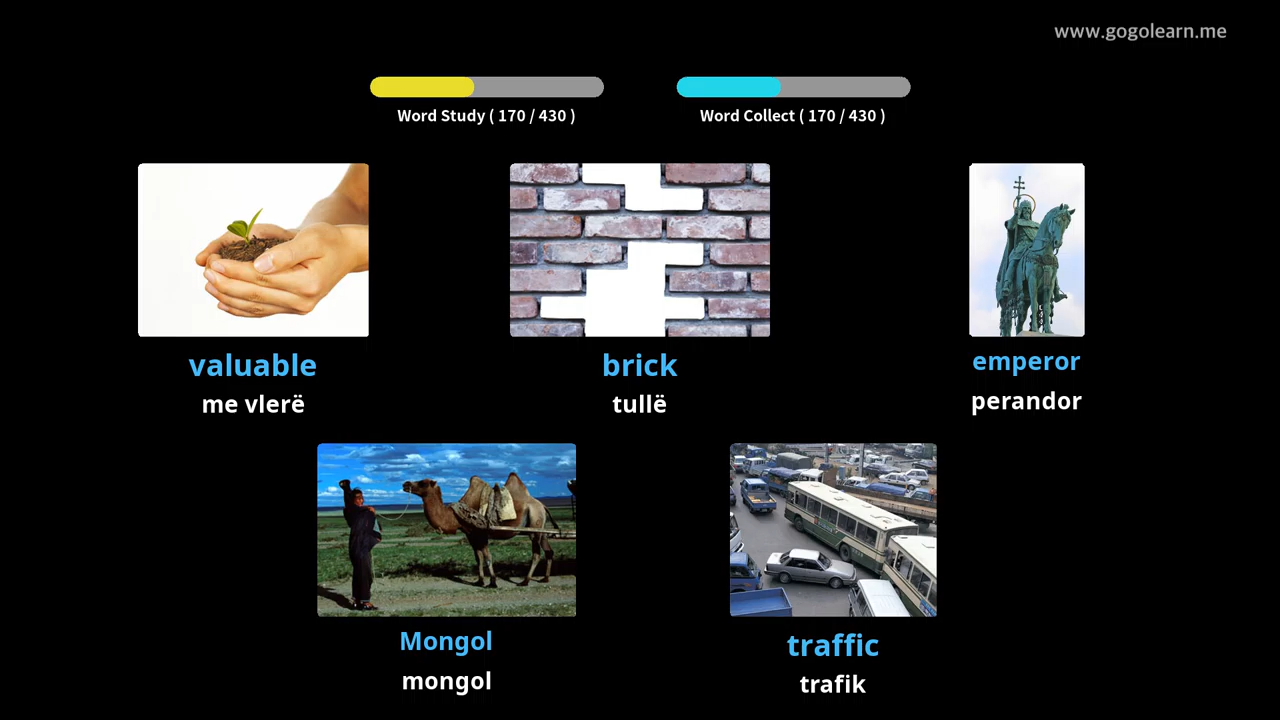 www.gogolearn.me
Word Study ( 170 / 430 )
Word Collect ( 170 / 430 )
valuable
me vlerë
brick
tullë
emperor
perandor
Mongol
mongol
traffic
trafik